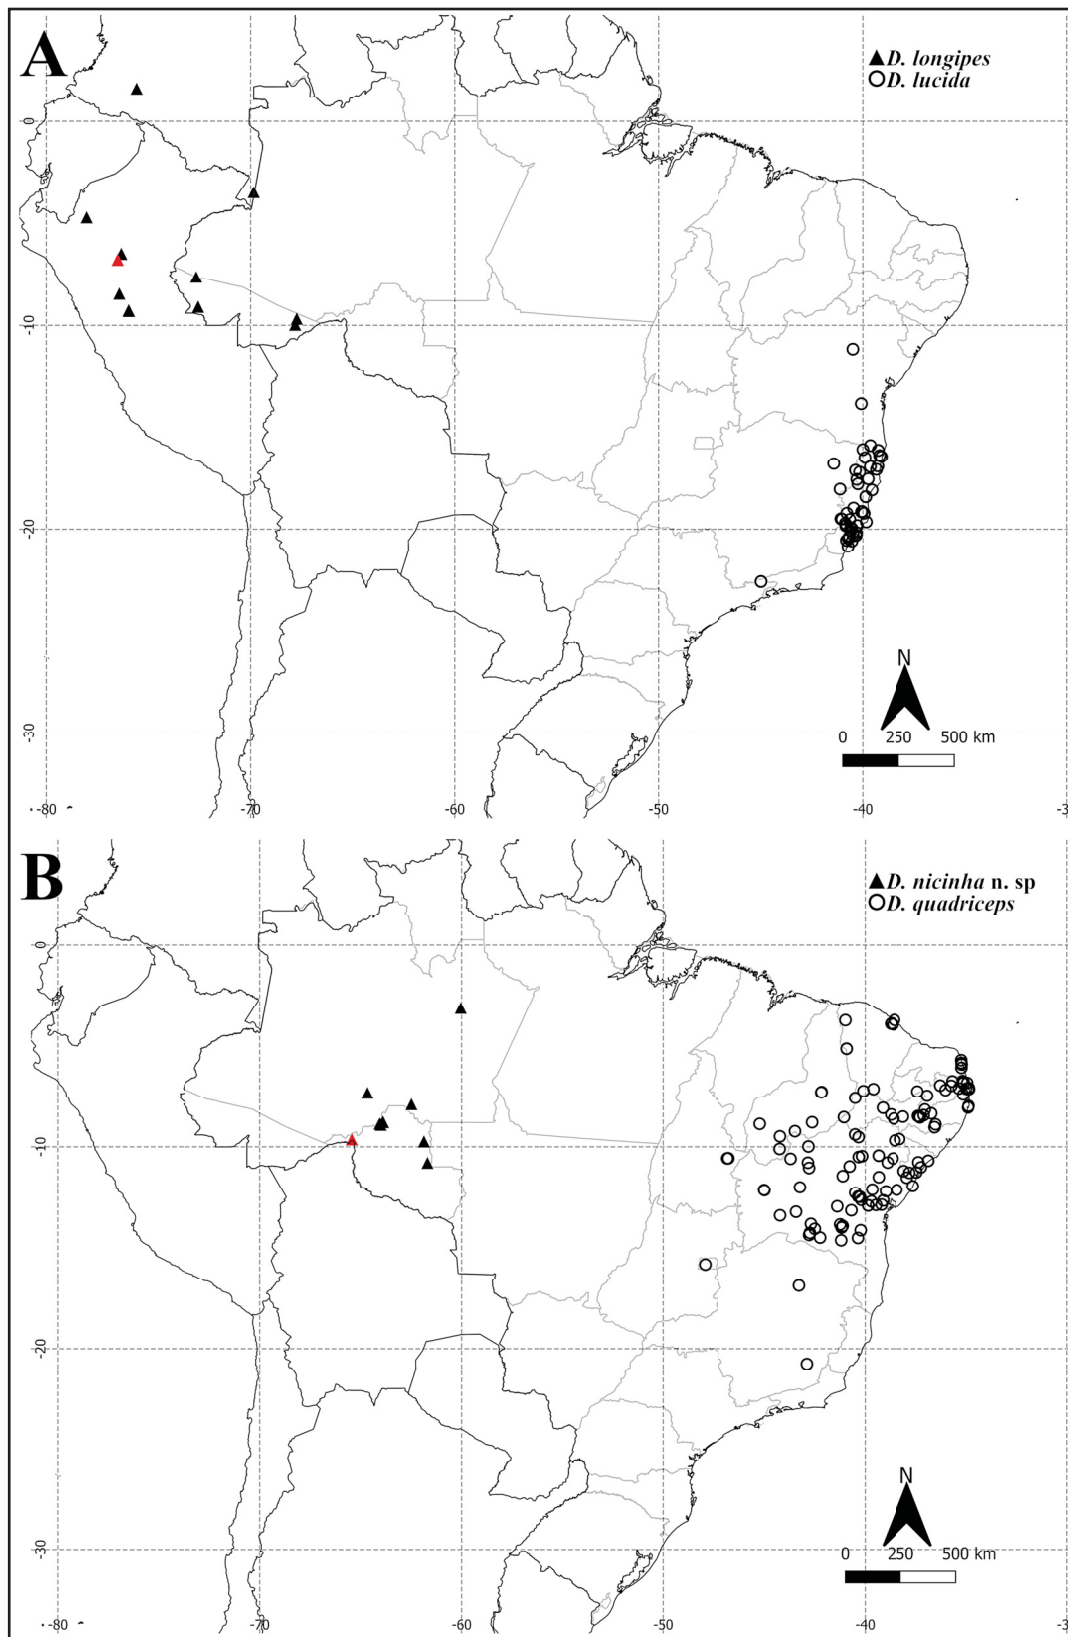 A
▲D. longipes
○D. lucida
0
-10
-20
-30
N
0 250 500 km
-80 -70 -60 -50 -40 -3
B
▲D. nicinha n. sp
○D. quadriceps
0
-10
-20
-30
N
0 250 500 km
-80 -70 -60 -50 -40